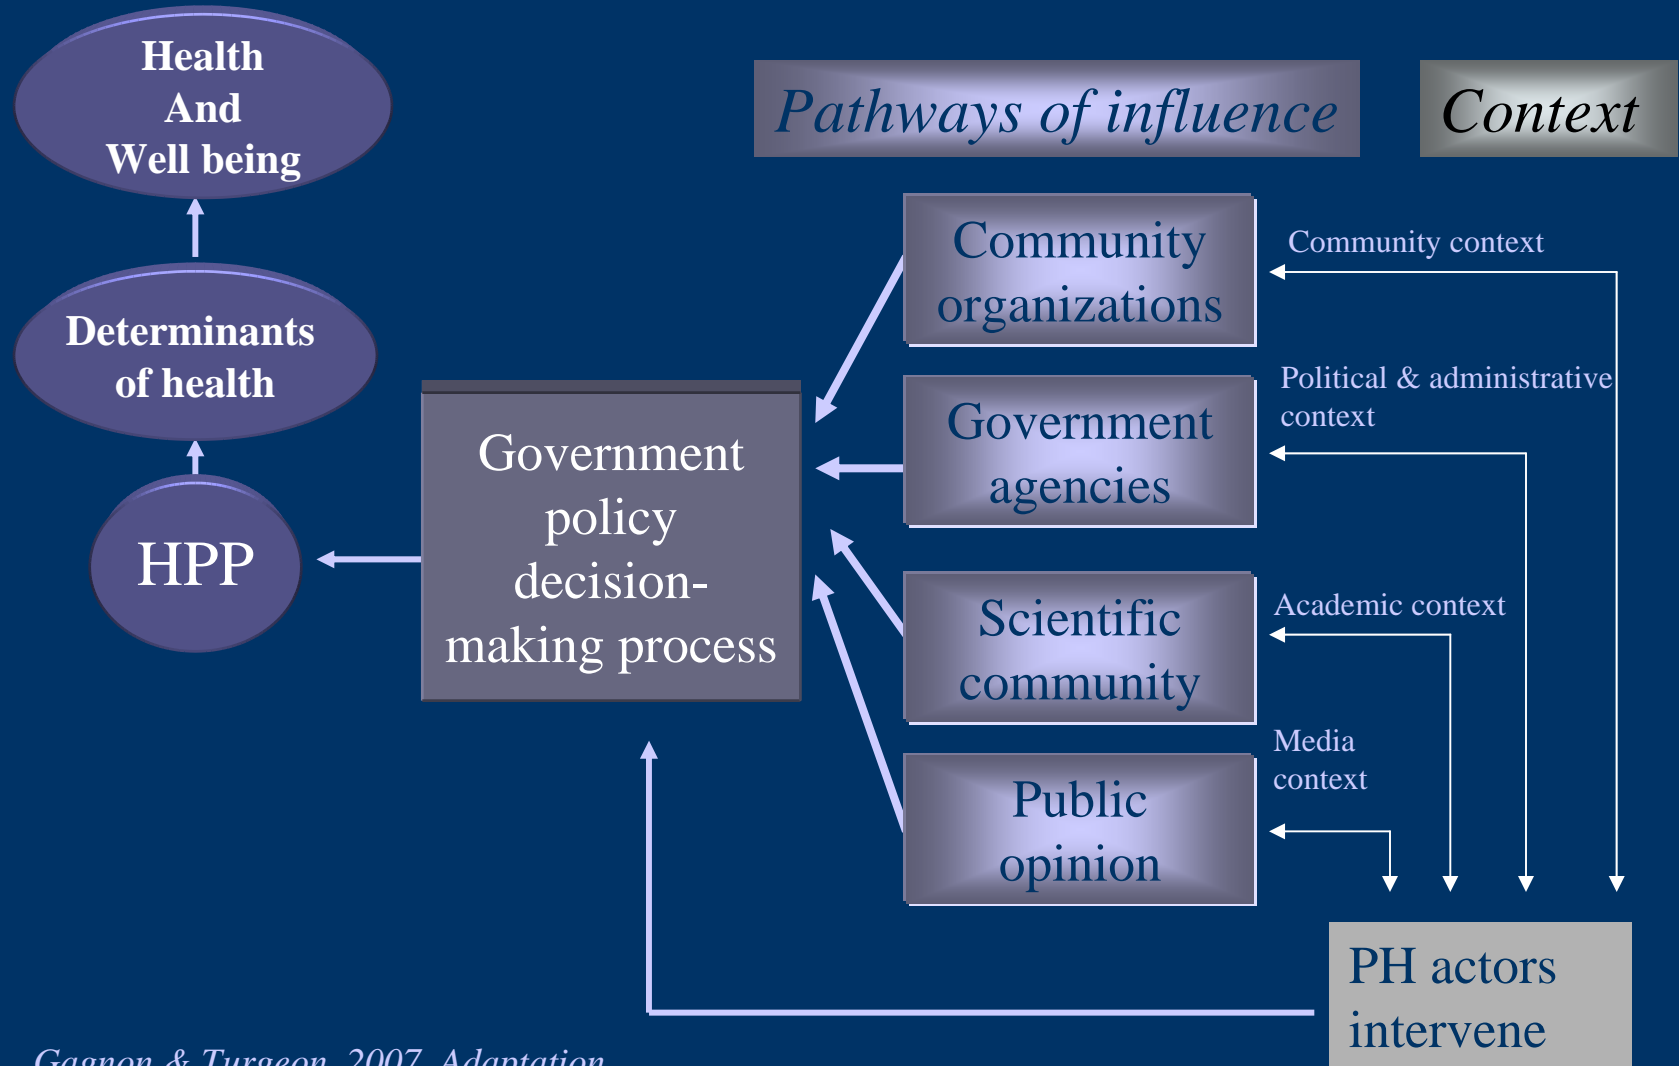 Health
And
Well being
Pathways of influence
Context
Community
organizations
Community context
Determinants
of health
Government
agencies
Political & administrative
context
Government
policy
decision-
making process
HPP
Scientific
community
Academic context
Public
opinion
Media
context
PH actors
intervene
Gagnon & Turgeon, 2007, Adaptation